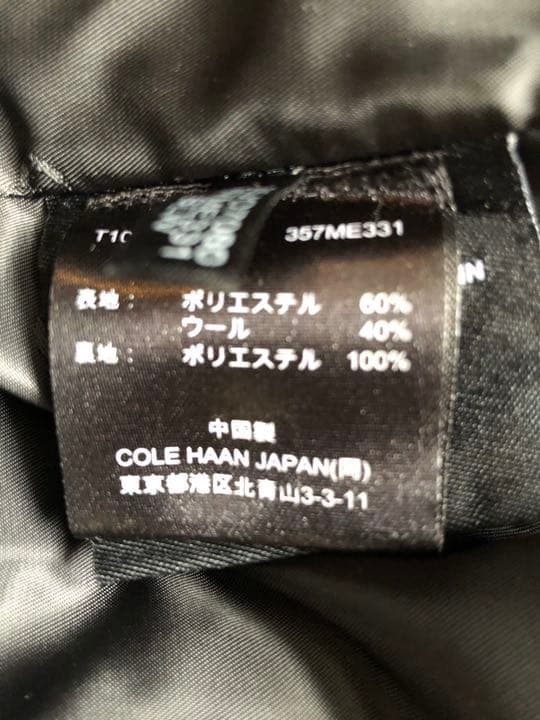 T1C 357ME331
表地： ポリエステル 60%
ウール 40%
裏地： ポリエステル 100%
中国製
COLE HAAN JAPAN(同)
東京都港区北青山3-3-11
IN